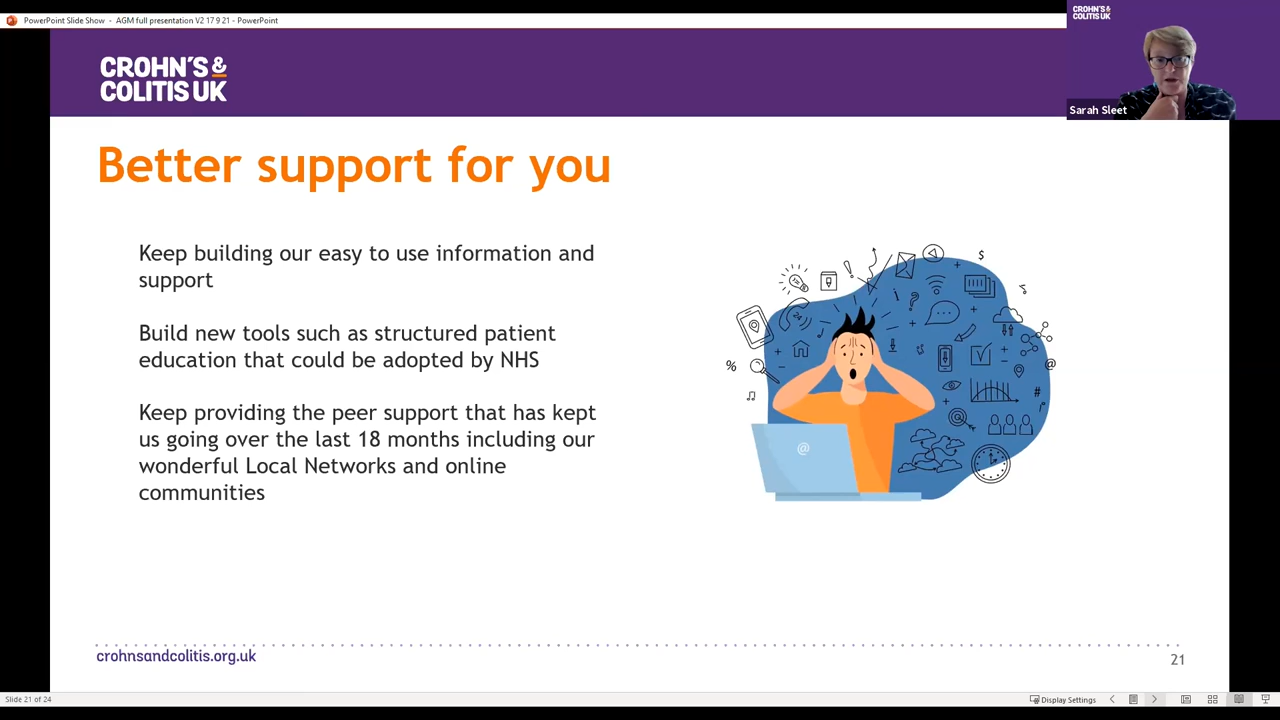 PowerPoint Slide Show - AGM full presentation V2 17 9 21 - PowerPoint
CROHN'S &
COLITIS UK
CROHN'S &
COLITIS UK
Sarah Sleet
Better support for you
Keep building our easy to use information and
support
Build new tools such as structured patient
education that could be adopted by NHS
Keep providing the peer support that has kept
us going over the last 18 months including our
wonderful Local Networks and online
communities
crohnsandcolitis.org.uk
21
Slide 21 of 24
Display Settings